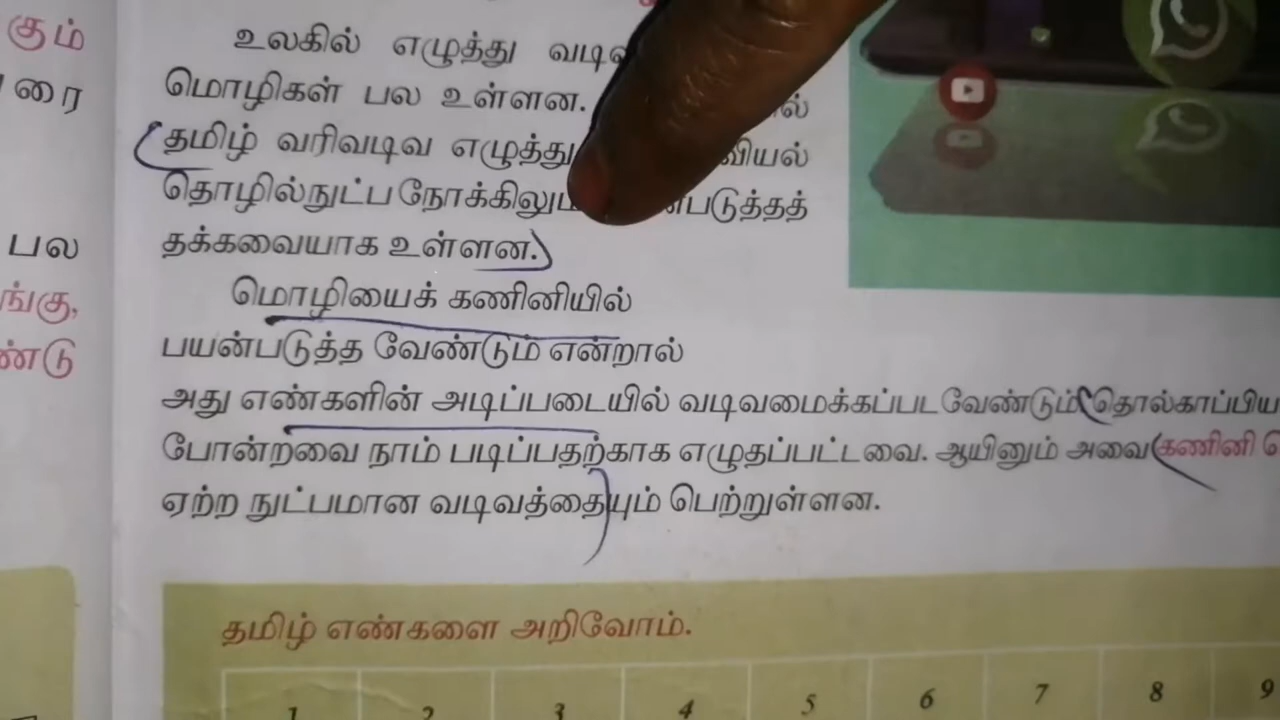 கும்
ரை
பல
ங்கு,
ண்டு
உலகில் எழுத்து
மொழிகள் பல உள்ளன.
தமிழ் வரிவடிவ எழுத்து
தொழில்நுட்ப நோக்கிலும்
தக்கவையாக உள்ளன.
மொழியைக் கணினியில்
பயன்படுத்த வேண்டும் என்றால்
அது எண்களின் அடிப்படையில் வடிவமைக்கப்பட வேண்டும்
போன்றவை நாம் படிப்பதற்காக எழுதப்பட்டவை. ஆயினும் அவை கணினி
ஏற்ற நுட்பமான வடிவத்தையும் பெற்றுள்ளன.
தமிழ் எண்களை அறிவோம்.
1 2 3 4 5 6 7 8 9